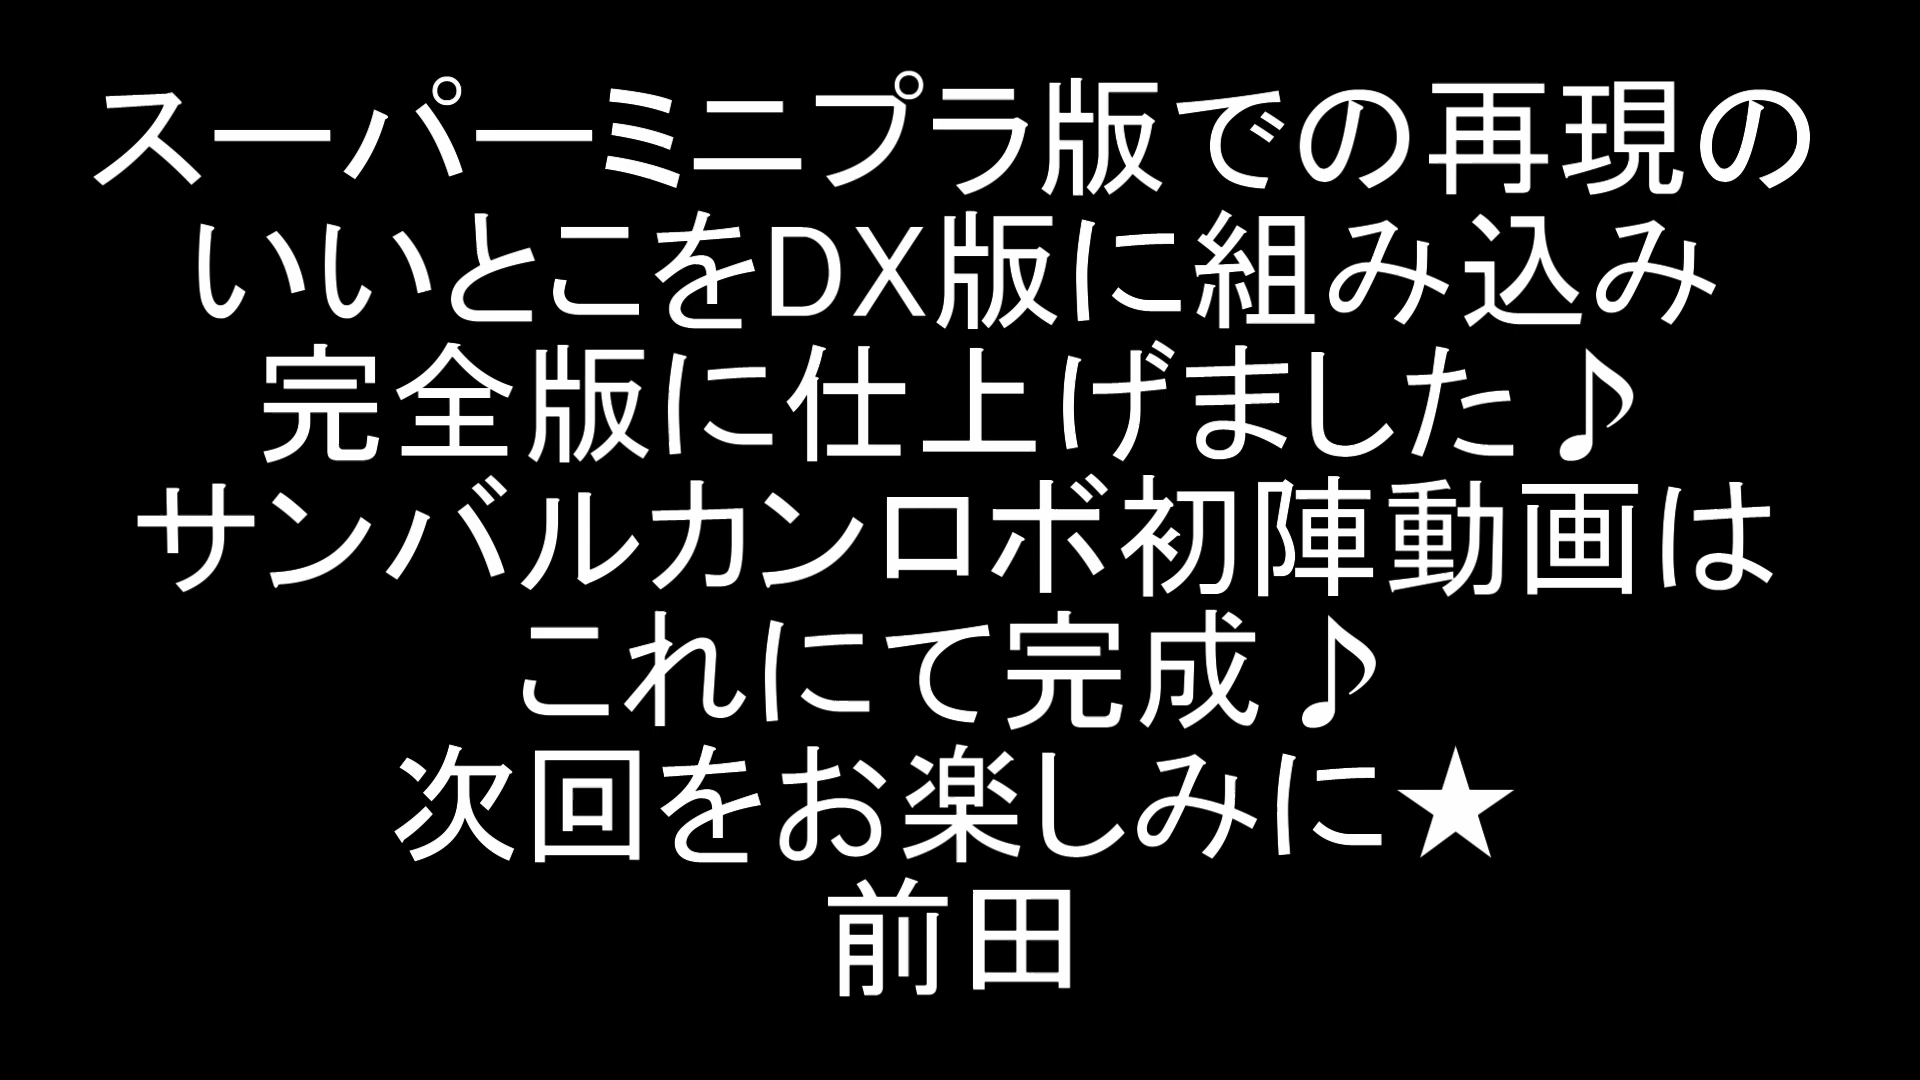 スーパーミニプラ版での再現の
いいとこをDX版に組み込み
完全版に仕上げました♪
サンバルカンロボ初陣動画は
これにて完成♪
次回をお楽しみに★
前田